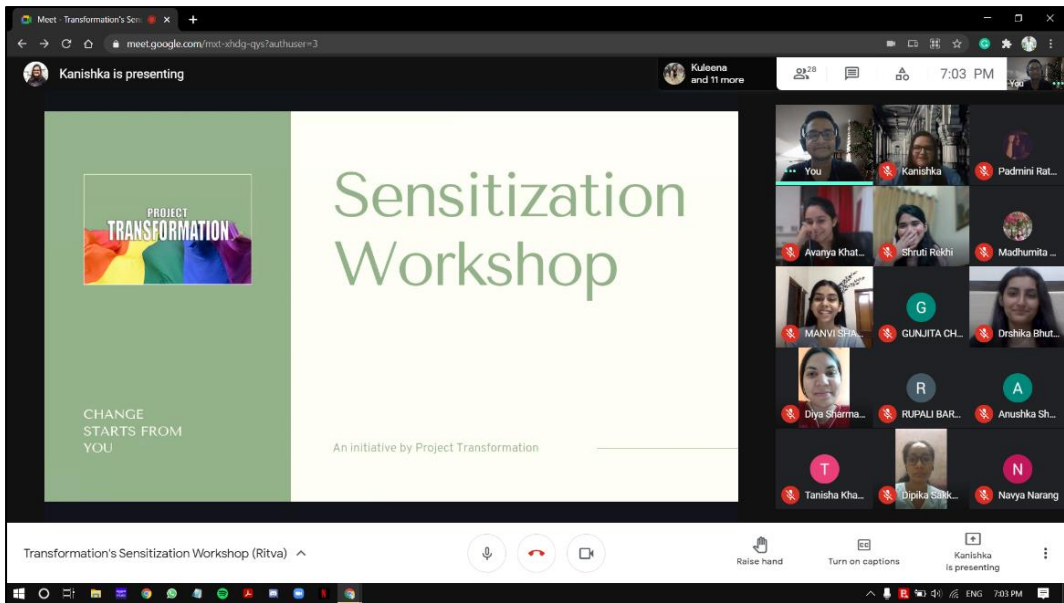 Meet - Transformation's Sen
meet.google.com/mxt-xhdg-qys?authuser=3
Kanishka is presenting
Kuleena
and 11 more
28
7:03 PM
You
PROJECT
TRANSFORMATION
Sensitization
Workshop
CHANGE
STARTS FROM
YOU
An initiative by Project Transformation
You
Kanishka
Padmini Rat...
Avanya Khat...
Shruti Rekhi
Madhumita ...
MANVI SHA...
G
GUNJITA CH...
Drshika Bhut...
Diya Sharma...
R
RUPALI BAR...
A
Anushka Sh...
T
Tanisha Kha...
Dipika Sakk...
N
Navya Narang
Transformation's Sensitization Workshop (Ritva)
Raise hand
CC
Turn on captions
Kanishka
is presenting
ENG
7:03 PM